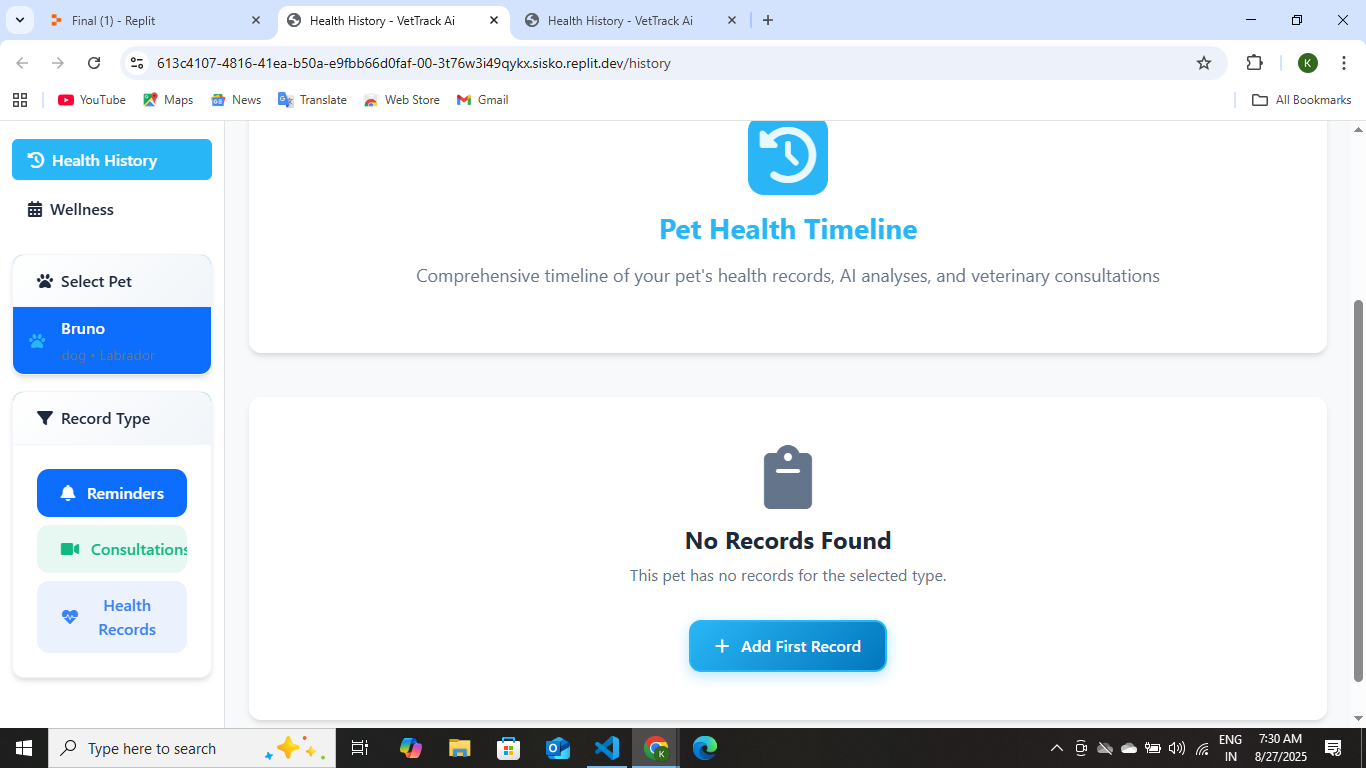 Final (1) - Replit
Health History - VetTrack Ai
Health History - VetTrack Ai
613c4107-4816-41ea-b50a-e9fbb66d0faf-00-3t76w3i49qykx.sisko.replit.dev/history
K
YouTube
Maps
News
Translate
Web Store
Gmail
All Bookmarks
Health History
Wellness
Select Pet
Bruno
dog • Labrador
Record Type
Reminders
Consultations
Health
Records
Pet Health Timeline
Comprehensive timeline of your pet's health records, AI analyses, and veterinary consultations
No Records Found
This pet has no records for the selected type.
+ Add First Record
Type here to search
ENG
IN
7:30 AM
8/27/2025